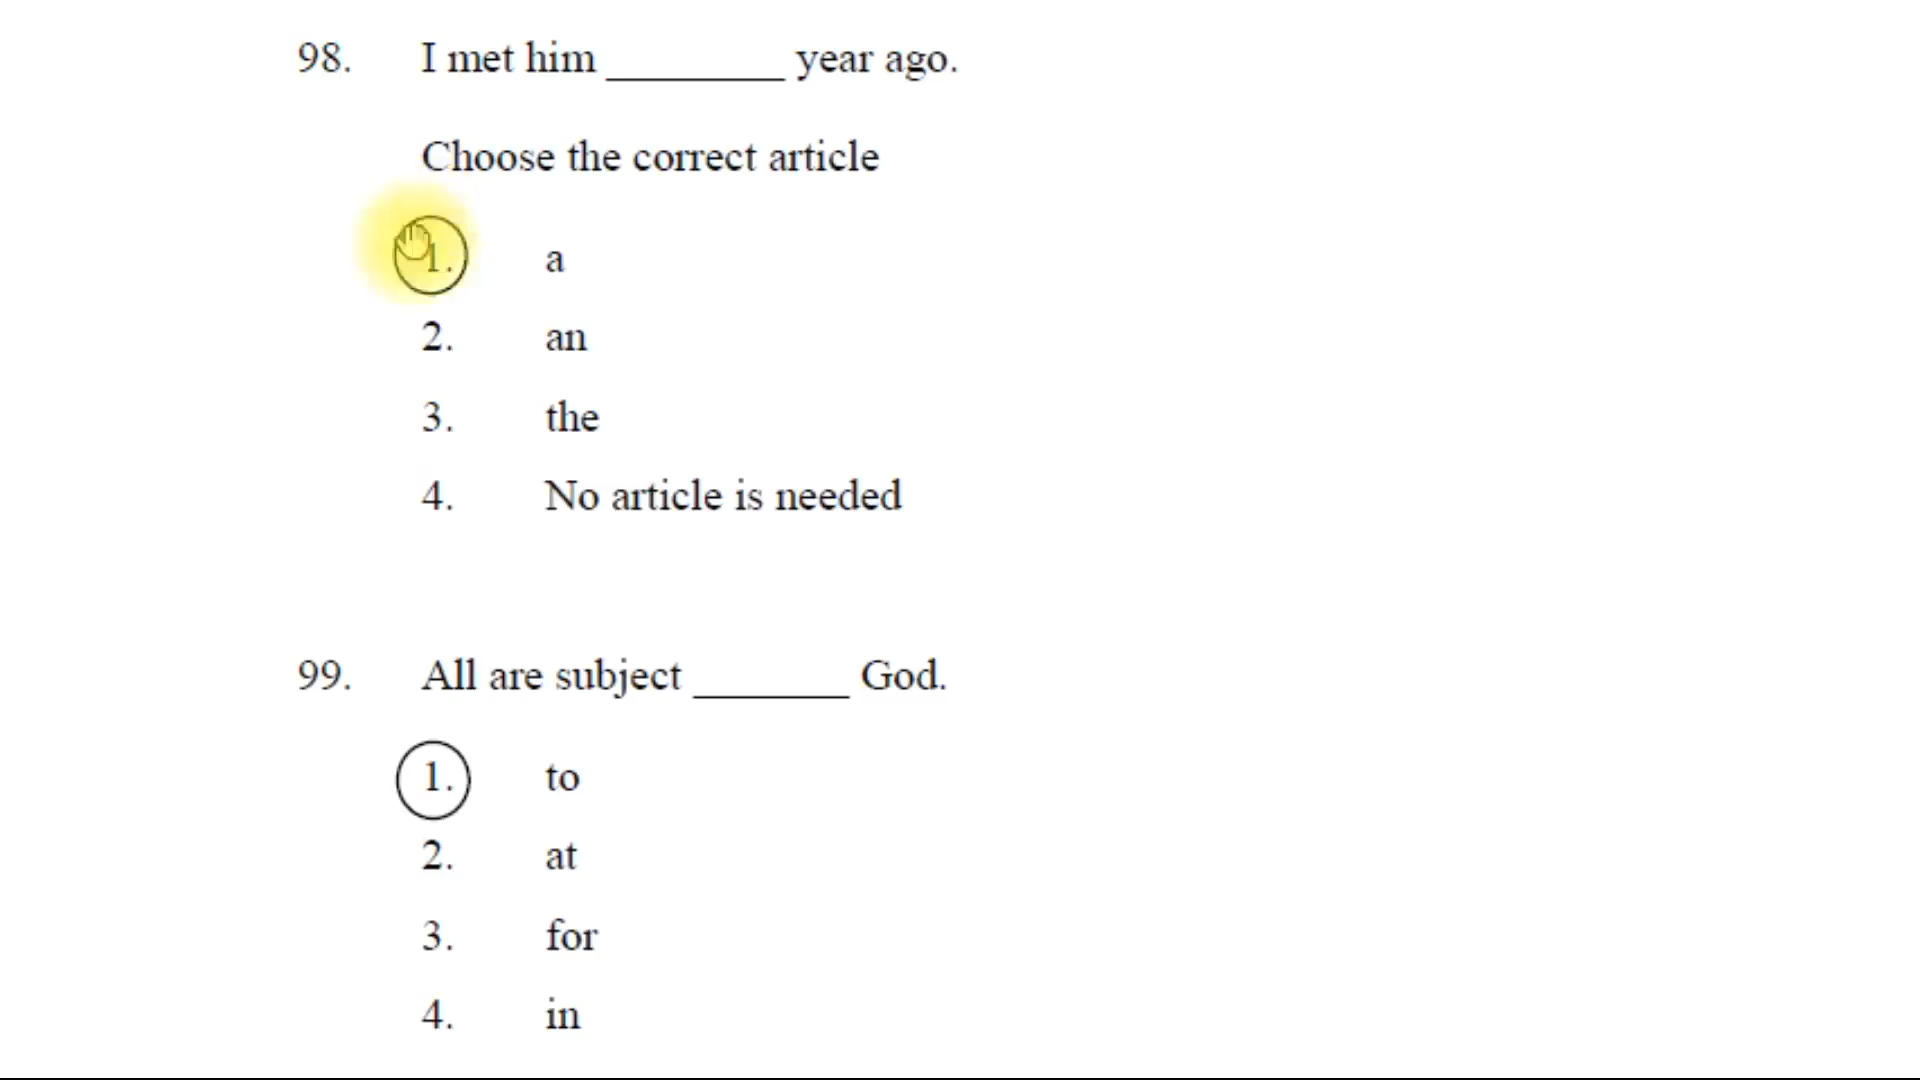 98. I met him ________ year ago.
Choose the correct article
1. a
2. an
3. the
4. No article is needed
99. All are subject _______ God.
1. to
2. at
3. for
4. in